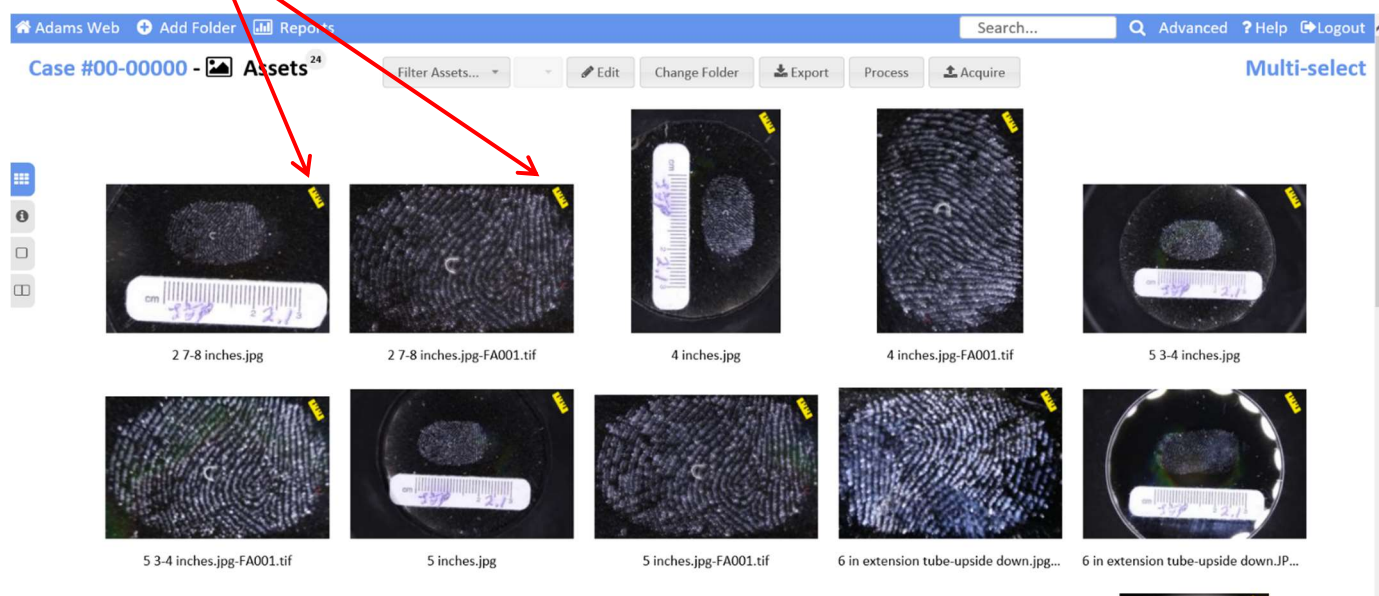 Adams Web Add Folder Reports Search... Advanced ? Help Logout
Case #00-00000 - Assets 24 Filter Assets... Edit Change Folder Export Process Acquire Multi-select
2 7-8 inches.jpg 2 7-8 inches.jpg-FA001.tif 4 inches.jpg 4 inches.jpg-FA001.tif 5 3-4 inches.jpg
5 3-4 inches.jpg-FA001.tif 5 inches.jpg 5 inches.jpg-FA001.tif 6 in extension tube-upside down.jpg... 6 in extension tube-upside down.JP...